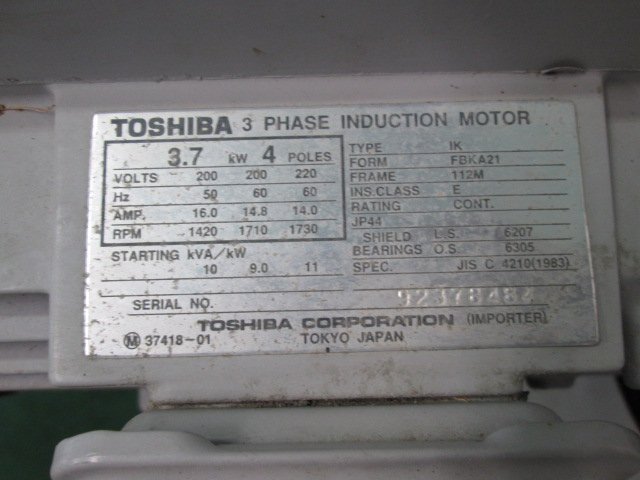 TOSHIBA 3 PHASE INDUCTION MOTOR
3.7 kW 4 POLES
VOLTS 200 200 220
Hz 50 60 60
AMP. 16.0 14.8 14.0
RPM 1420 1710 1730
STARTING kVA/kW
10 9.0 11
TYPE IK
FORM FBKA21
FRAME 112M
INS.CLASS E
RATING CONT.
JP44
SHIELD L.S. 6207
BEARINGS O.S. 6305
SPEC. JIS C 4210(1983)
SERIAL NO.
TOSHIBA CORPORATION (IMPORTER)
M 37418-01 TOKYO JAPAN